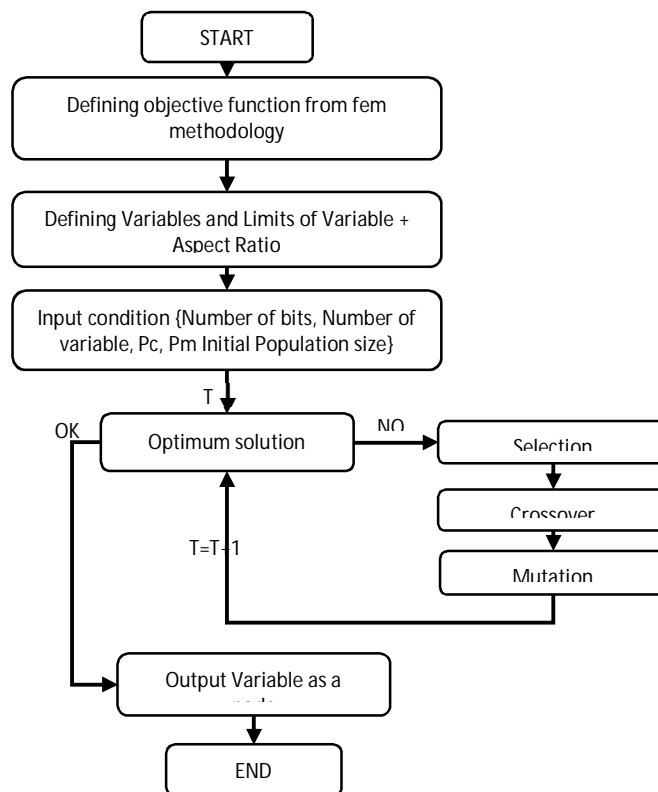 START
Defining objective function from fem
methodology
Defining Variables and Limits of Variable +
Aspect Ratio
Input condition {Number of bits, Number of
variable, Pc, Pm Initial Population size}
T
OK
Optimum solution
NO
Selection
Crossover
T=T+1
Mutation
Output Variable as a
END